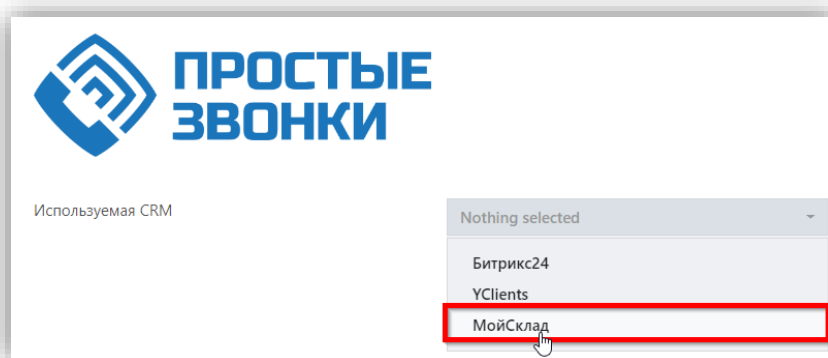 ПРОСТЫЕ
ЗВОНКИ
Используемая CRM
Nothing selected
Битрикс24
YClients
МойСклад